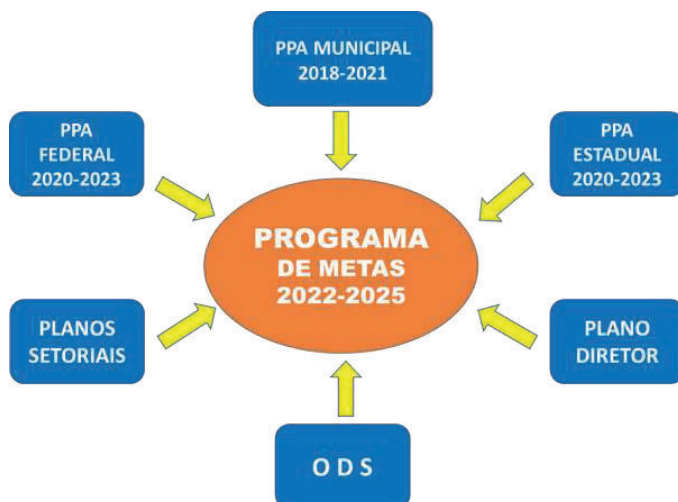 PPA MUNICIPAL
2018-2021
PPA
FEDERAL
2020-2023
PPA
ESTADUAL
2020-2023
PROGRAMA
DE METAS
2022-2025
PLANOS
SETORIAIS
PLANO
DIRETOR
O D S